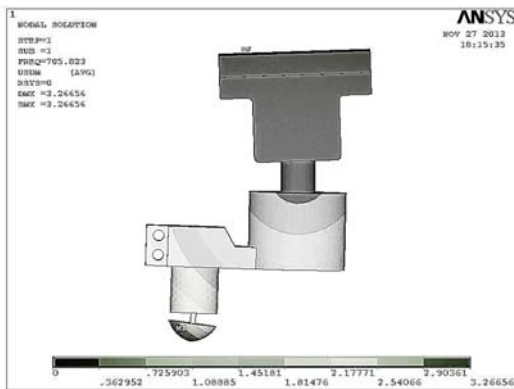 1
NODAL SOLUTION
STEP=1
SUB =1
FREQ=705.823
USUM (AVG)
RSYS=0
DMX =3.26656
SMX =3.26656
ANSYS
NOV 27 2013
18:15:35
0 .725903 1.45181 2.17771 2.90361
.362952 1.08885 1.81476 2.54066 3.26656